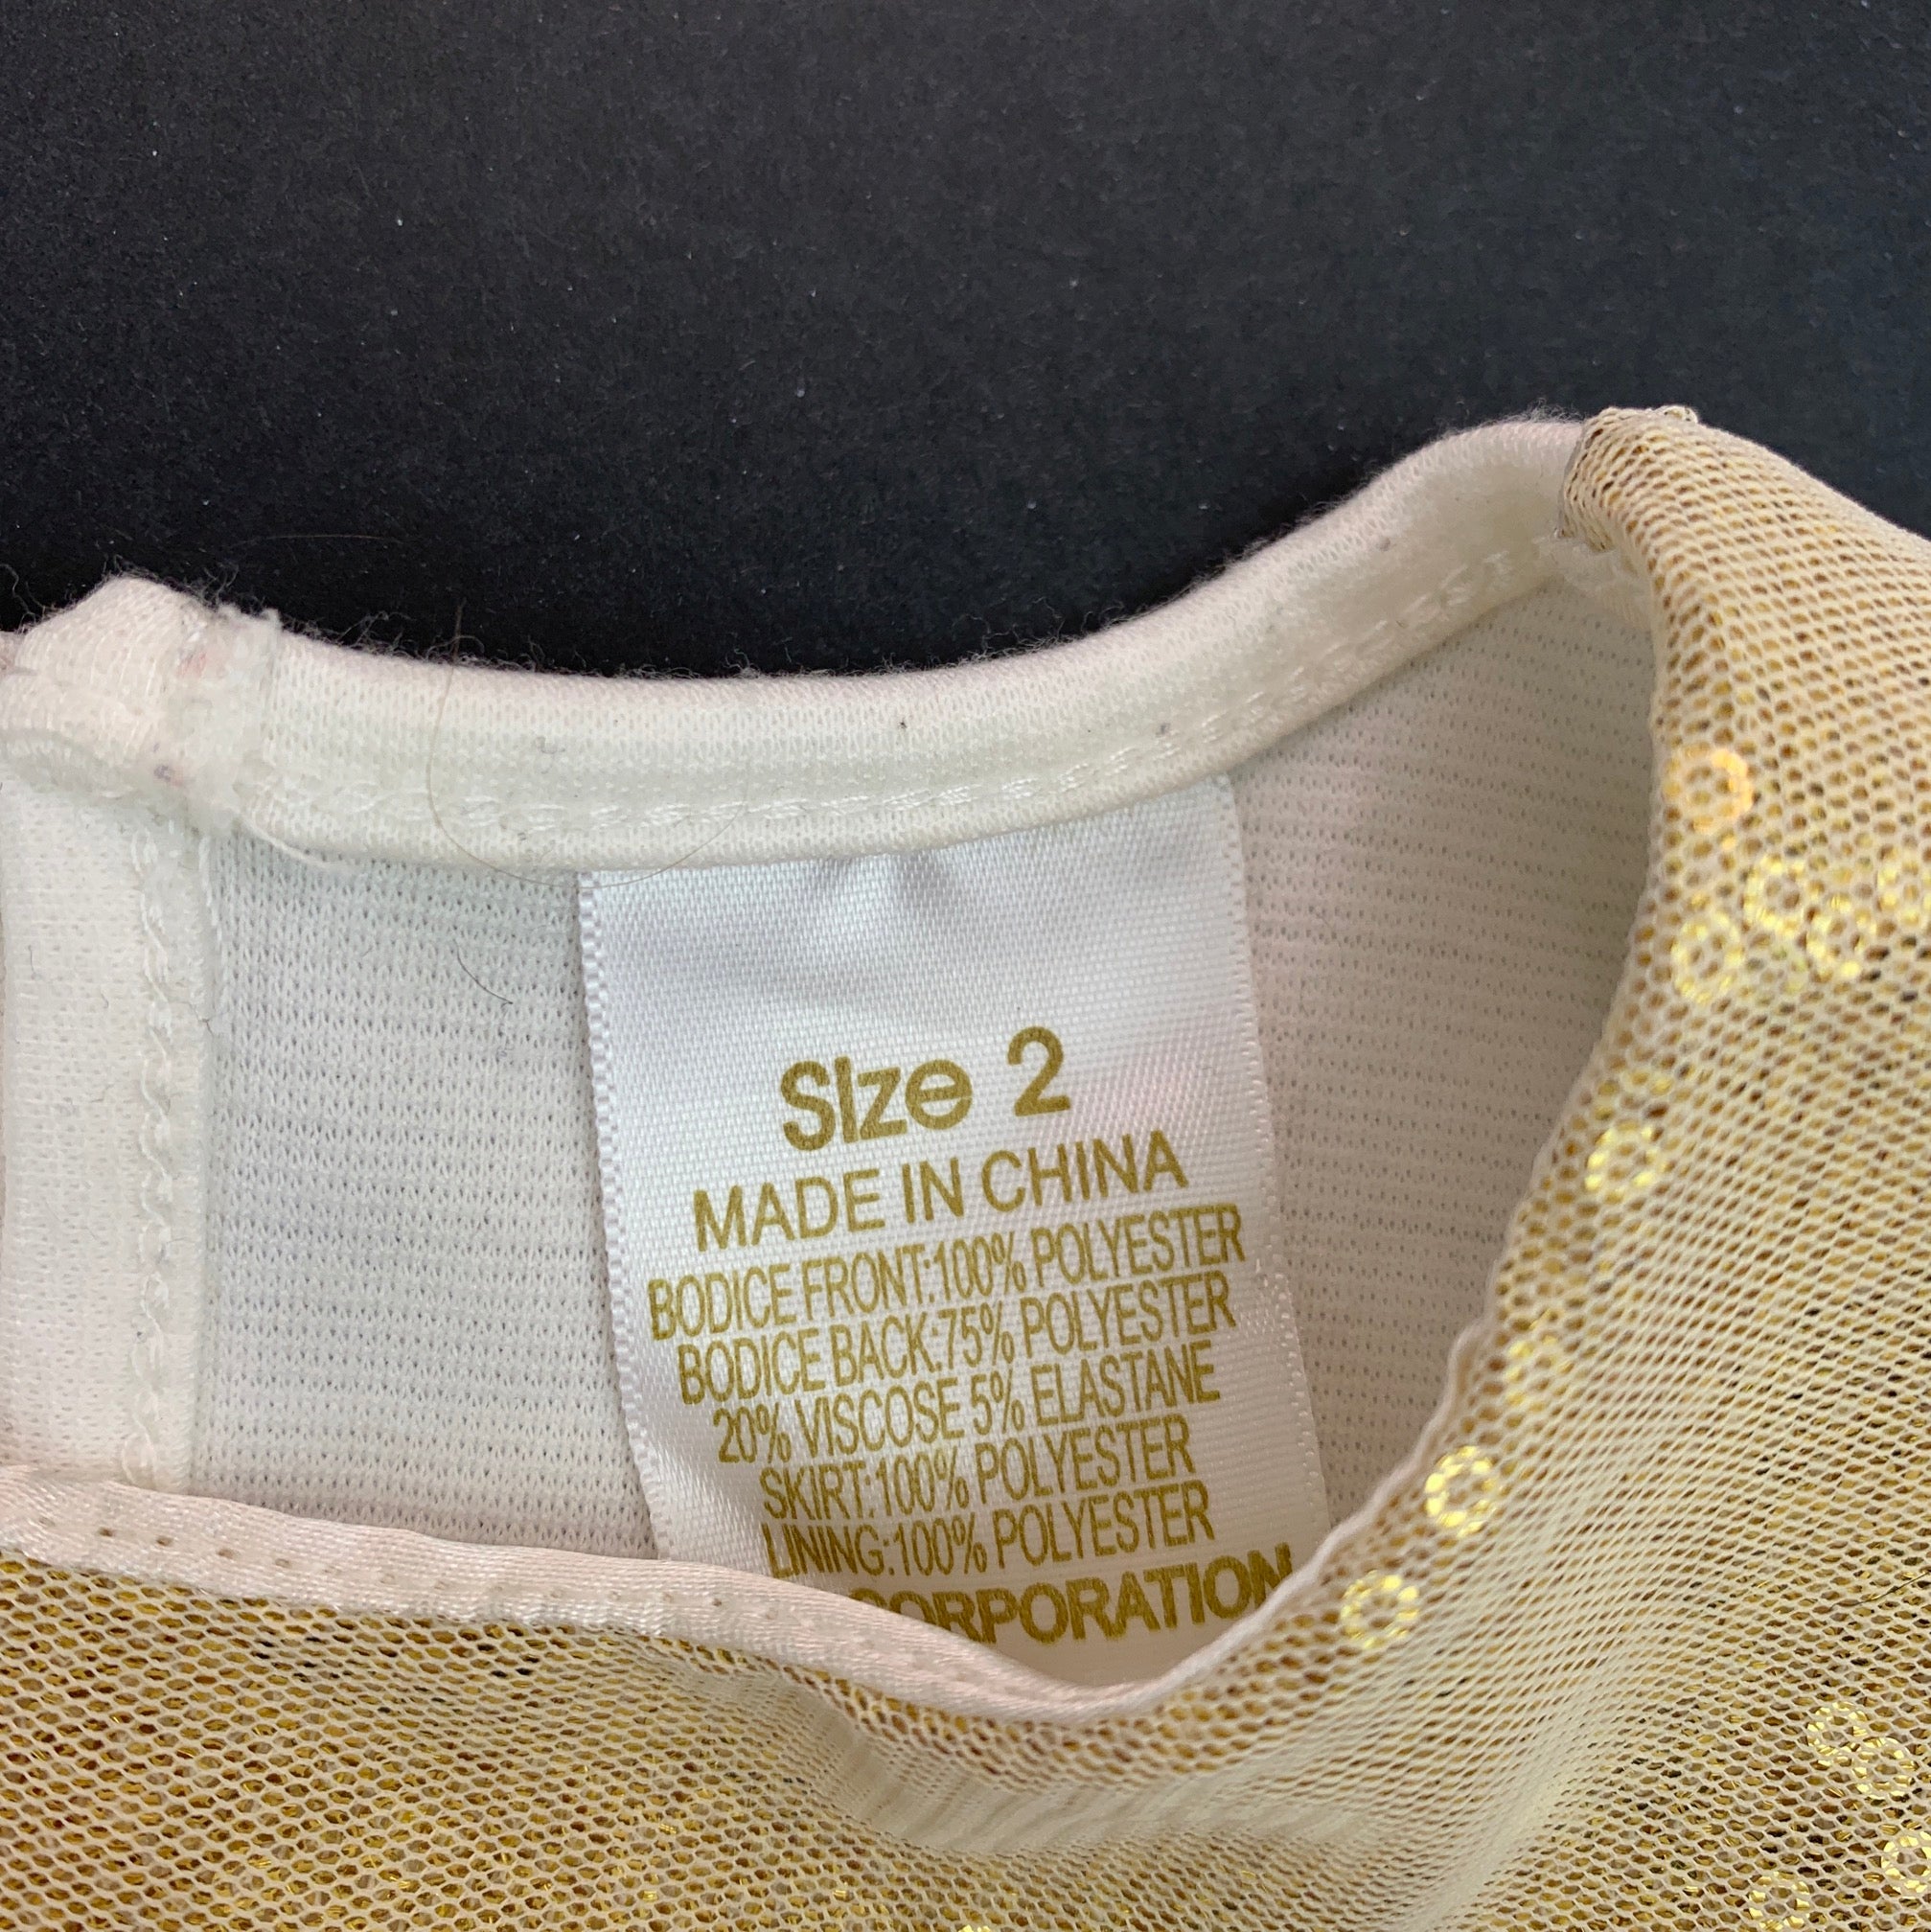 Size 2
MADE IN CHINA
BODICE FRONT:100% POLYESTER
BODICE BACK:75% POLYESTER
20% VISCOSE 5% ELASTANE
SKIRT:100% POLYESTER
LINING:100% POLYESTER
CORPORATION